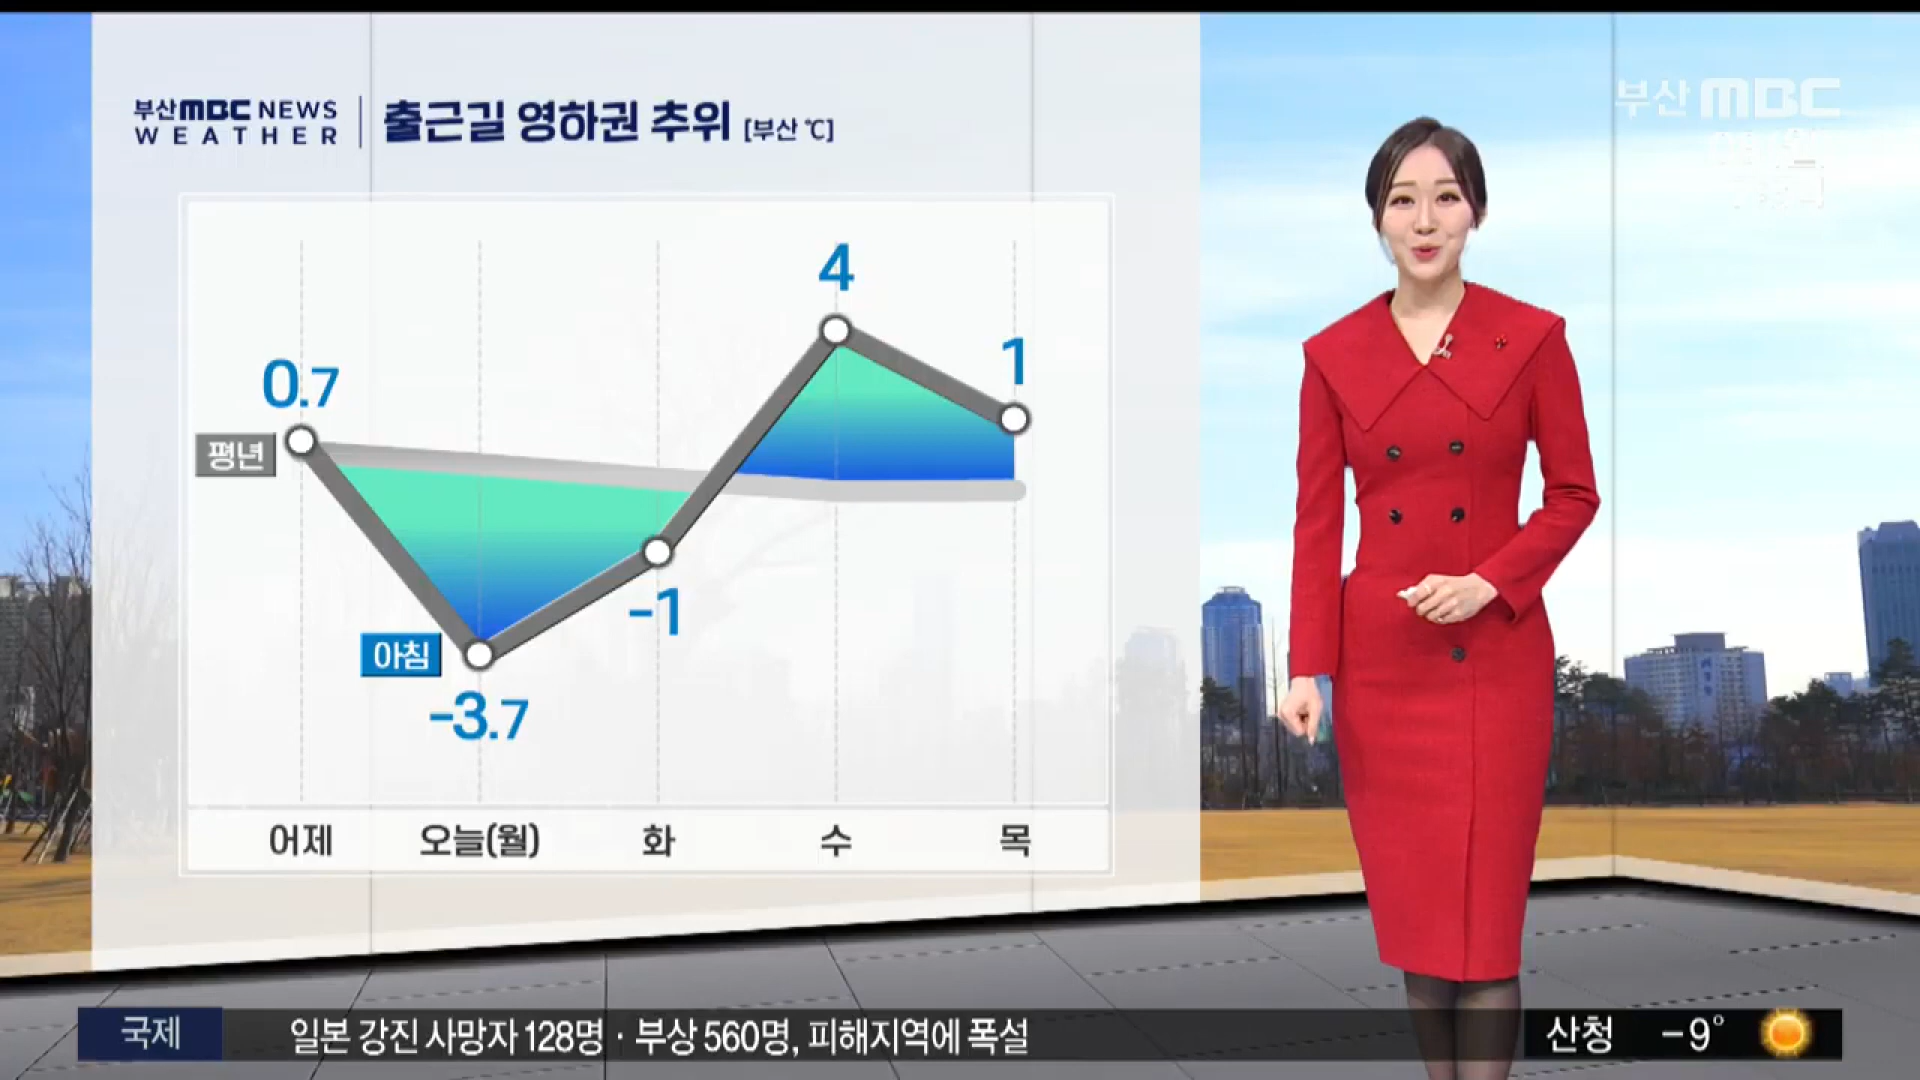 부산MBC NEWS
WEATHER
출근길 영하권 추위 [부산 ℃]
부산 MBC
4
1
0.7
평년
-1
아침
-3.7
어제 오늘(월) 화 수 목
국제 일본 강진 사망자 128명 · 부상 560명, 피해지역에 폭설
산청 -9°